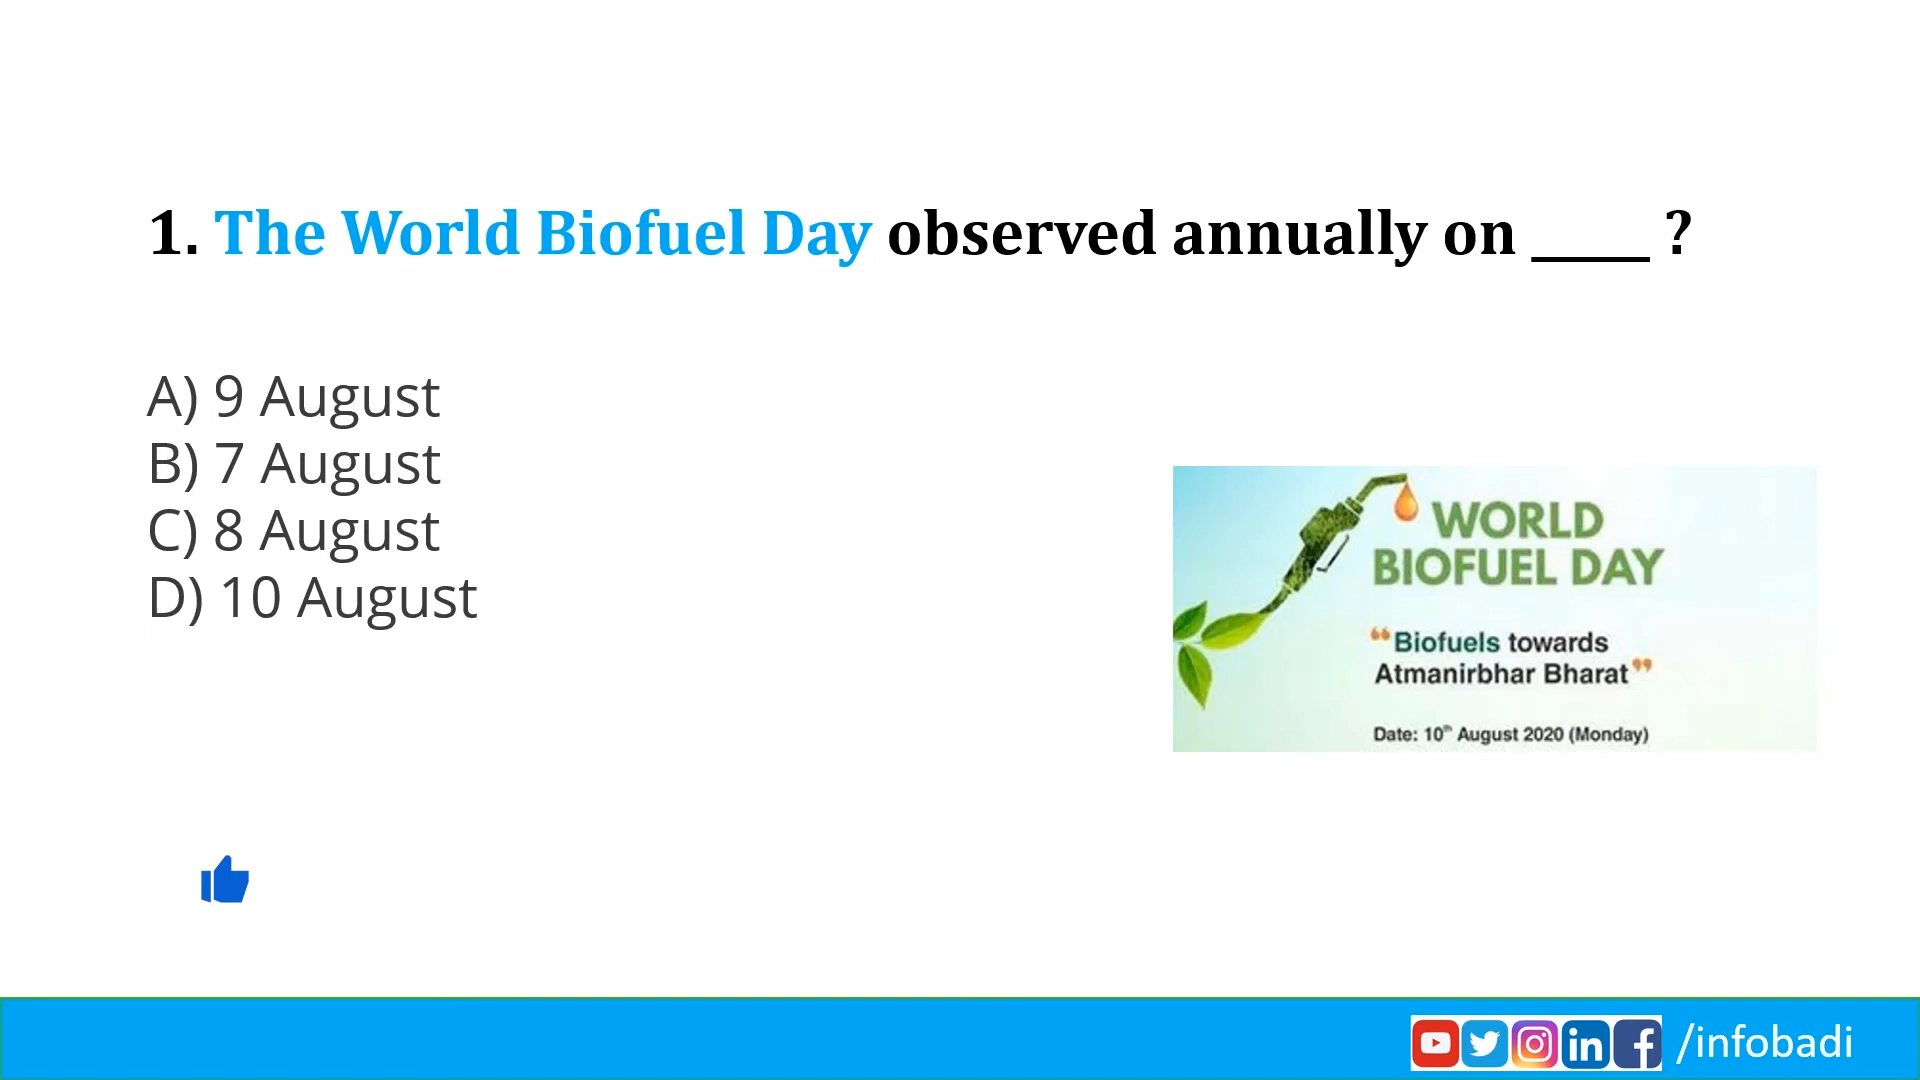 1. The World Biofuel Day observed annually on _____ ?
A) 9 August
B) 7 August
C) 8 August
D) 10 August
WORLD
BIOFUEL DAY
“Biofuels towards
Atmanirbhar Bharat”
Date: 10th August 2020 (Monday)
/infobadi